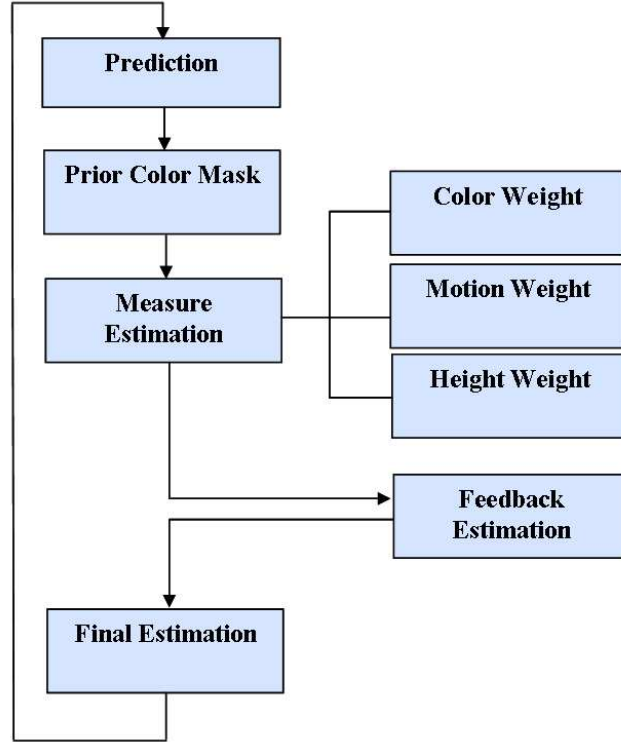 Prediction
Prior Color Mask
Color Weight
Measure
Estimation
Motion Weight
Height Weight
Feedback
Estimation
Final Estimation